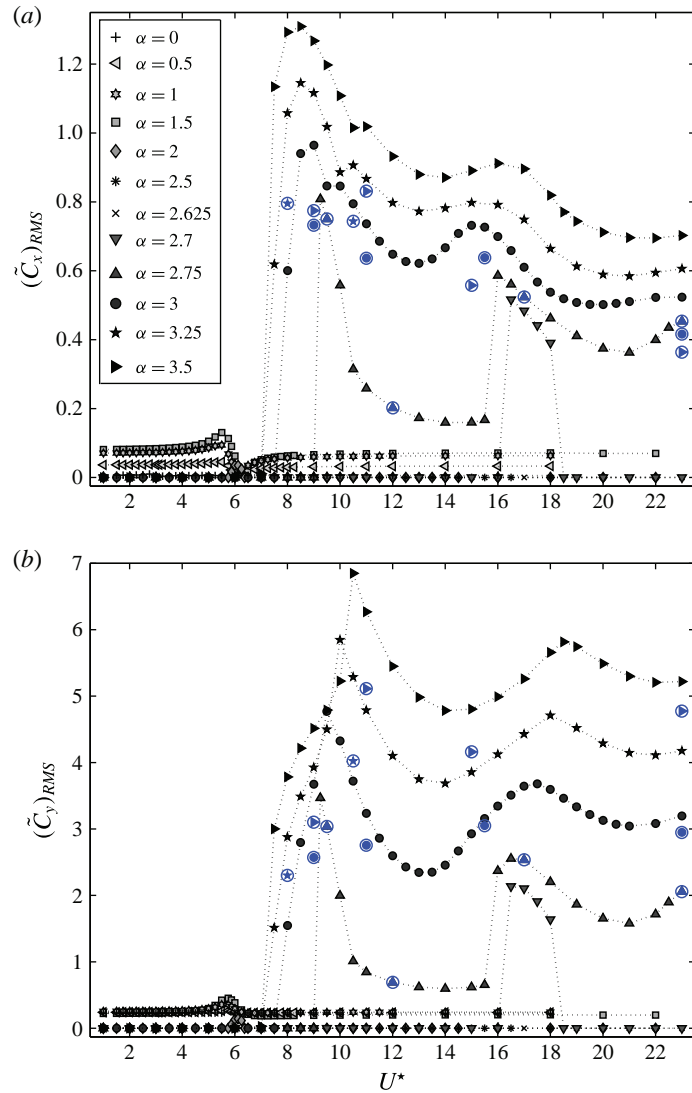 (a)
1.2
1.0
0.8
0.6
0.4
0.2
0
(C̃x)RMS
α = 0
α = 0.5
α = 1
α = 1.5
α = 2
α = 2.5
α = 2.625
α = 2.7
α = 2.75
α = 3
α = 3.25
α = 3.5
2 4 6 8 10 12 14 16 18 20 22
(b)
7
6
5
4
3
2
1
0
(C̃y)RMS
2 4 6 8 10 12 14 16 18 20 22
U⋆